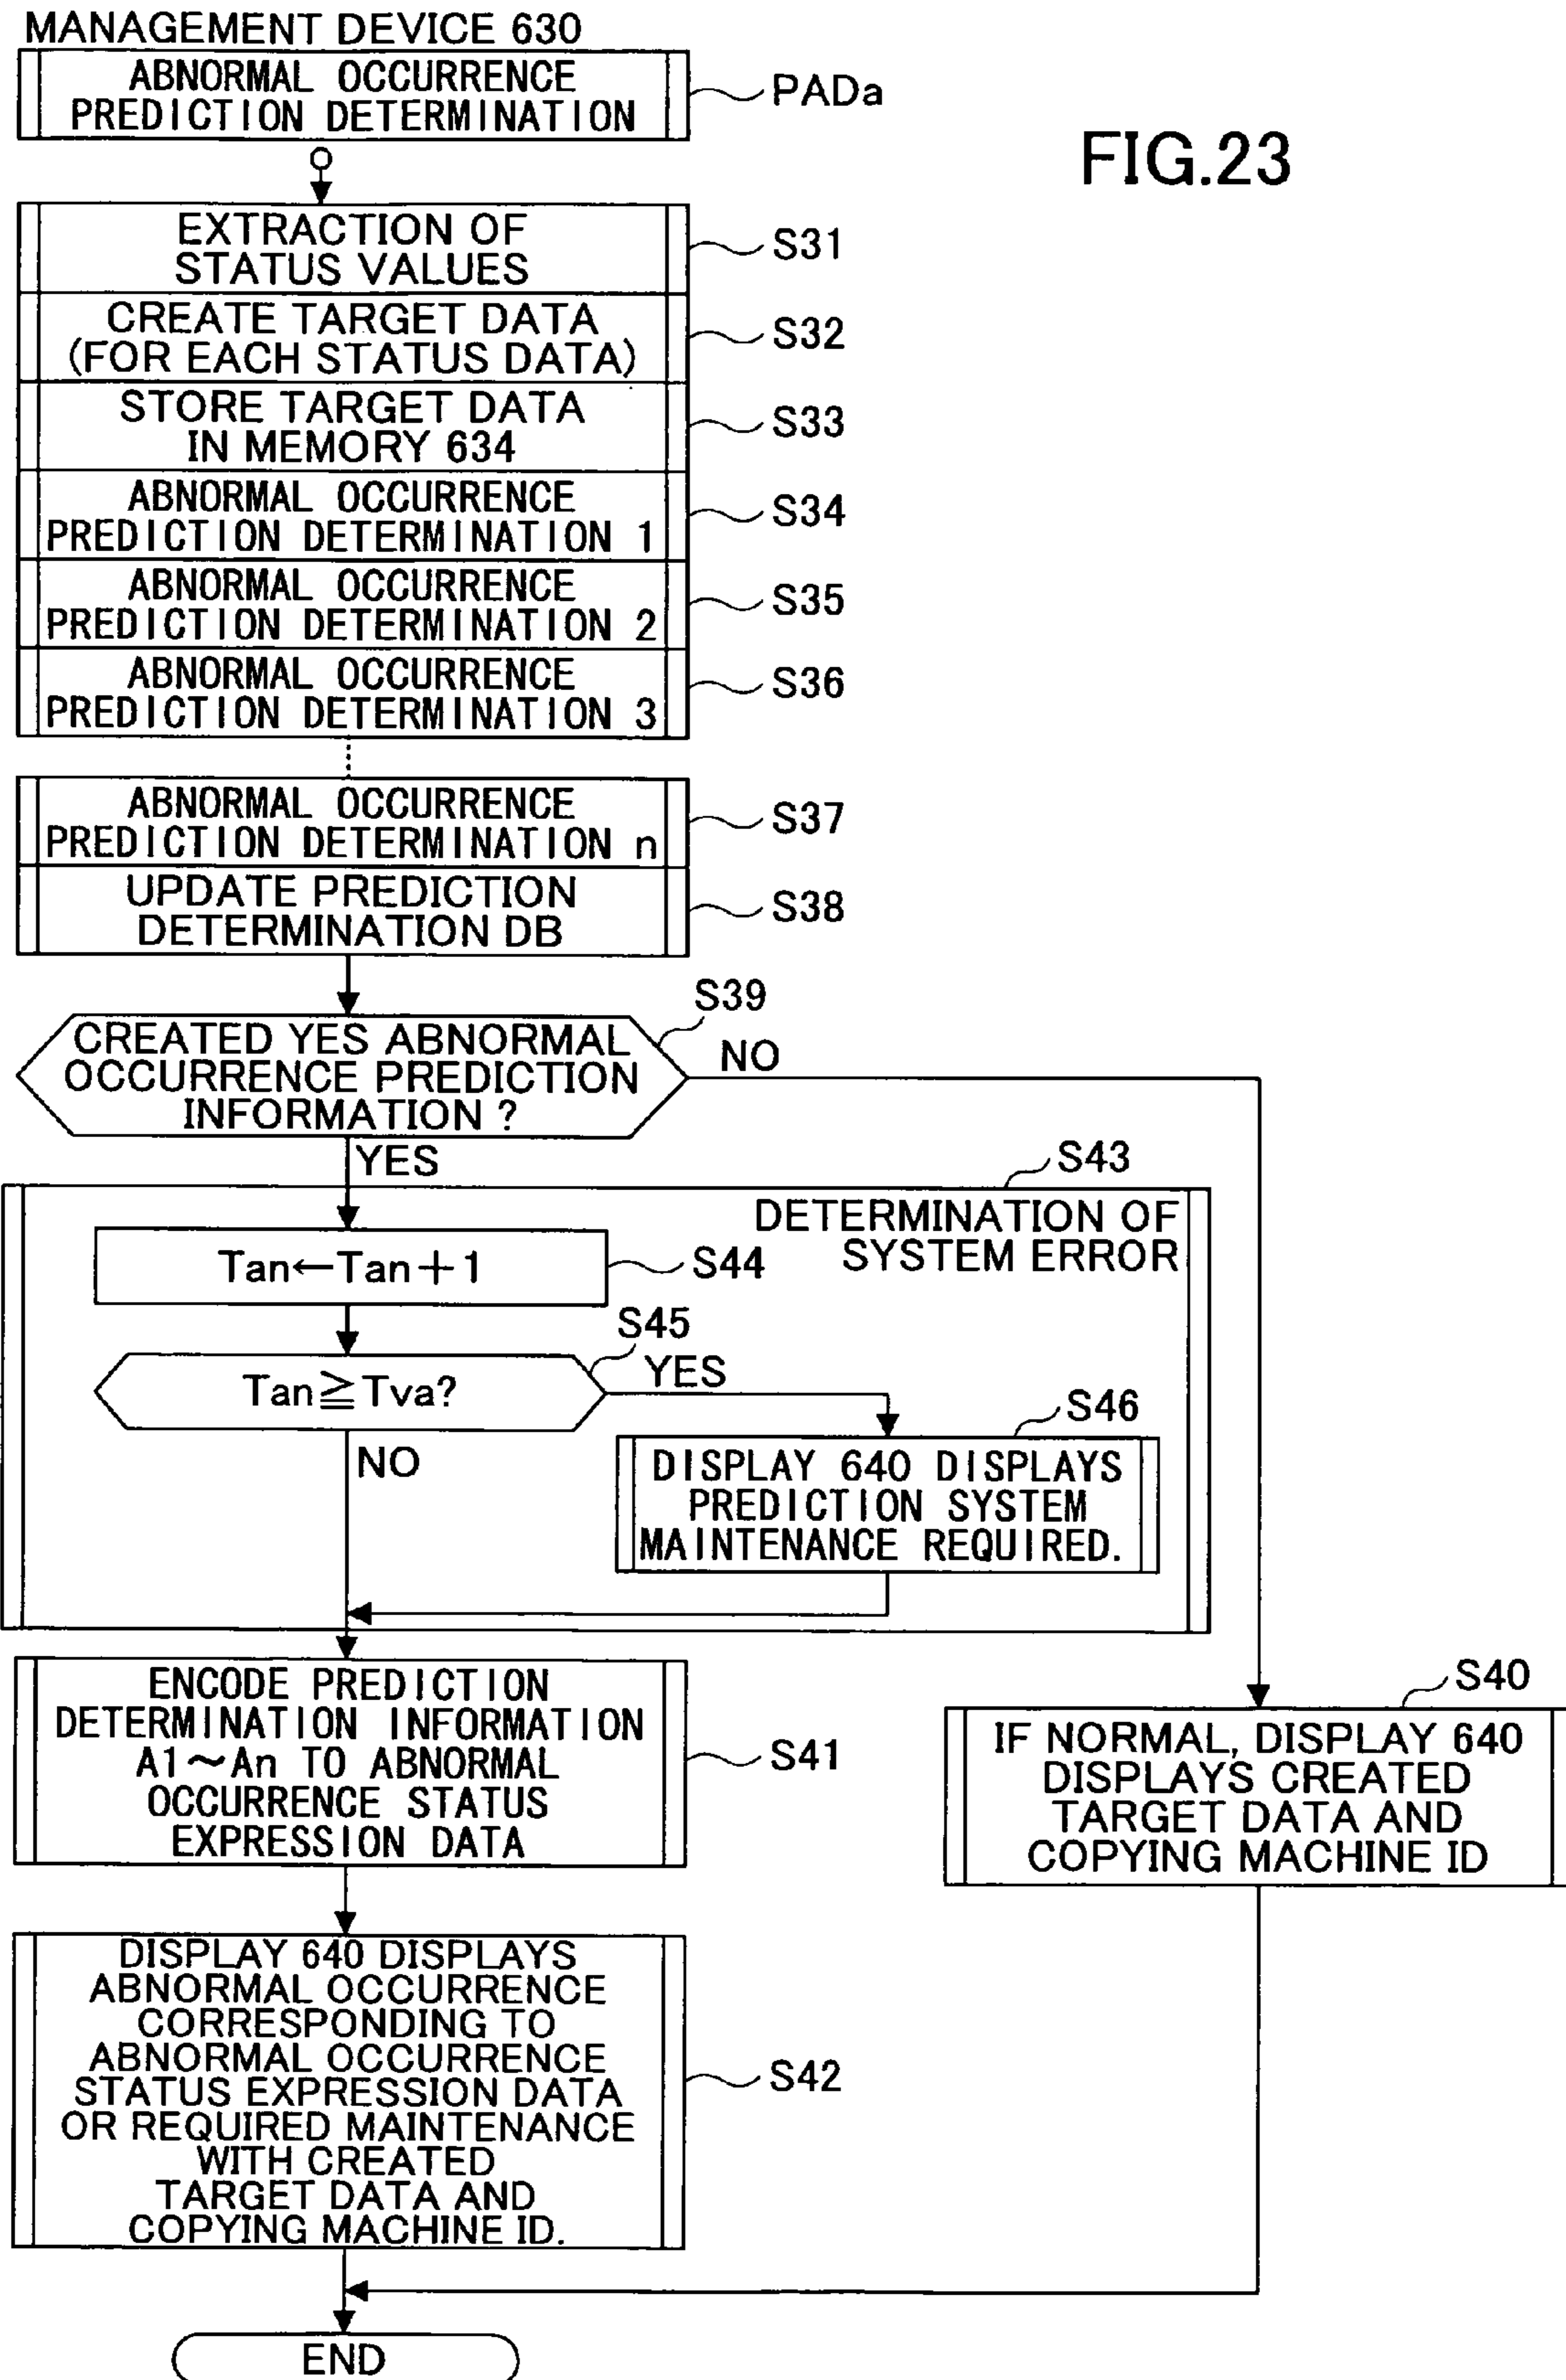 MANAGEMENT DEVICE 630
ABNORMAL OCCURRENCE
PREDICTION DETERMINATION
PADa
FIG.23
EXTRACTION OF
STATUS VALUES
S31
CREATE TARGET DATA
(FOR EACH STATUS DATA)
S32
STORE TARGET DATA
IN MEMORY 634
S33
ABNORMAL OCCURRENCE
PREDICTION DETERMINATION 1
S34
ABNORMAL OCCURRENCE
PREDICTION DETERMINATION 2
S35
ABNORMAL OCCURRENCE
PREDICTION DETERMINATION 3
S36
ABNORMAL OCCURRENCE
PREDICTION DETERMINATION n
S37
UPDATE PREDICTION
DETERMINATION DB
S38
S39
CREATED YES ABNORMAL
OCCURRENCE PREDICTION
INFORMATION ?
NO
YES
S43
DETERMINATION OF
SYSTEM ERROR
Tan←Tan+1
S44
S45
Tan≧Tva?
YES
NO
S46
DISPLAY 640 DISPLAYS
PREDICTION SYSTEM
MAINTENANCE REQUIRED.
ENCODE PREDICTION
DETERMINATION INFORMATION
A1~An TO ABNORMAL
OCCURRENCE STATUS
EXPRESSION DATA
S41
S40
IF NORMAL, DISPLAY 640
DISPLAYS CREATED
TARGET DATA AND
COPYING MACHINE ID
DISPLAY 640 DISPLAYS
ABNORMAL OCCURRENCE
CORRESPONDING TO
ABNORMAL OCCURRENCE
STATUS EXPRESSION DATA
OR REQUIRED MAINTENANCE
WITH CREATED
TARGET DATA AND
COPYING MACHINE ID.
S42
END